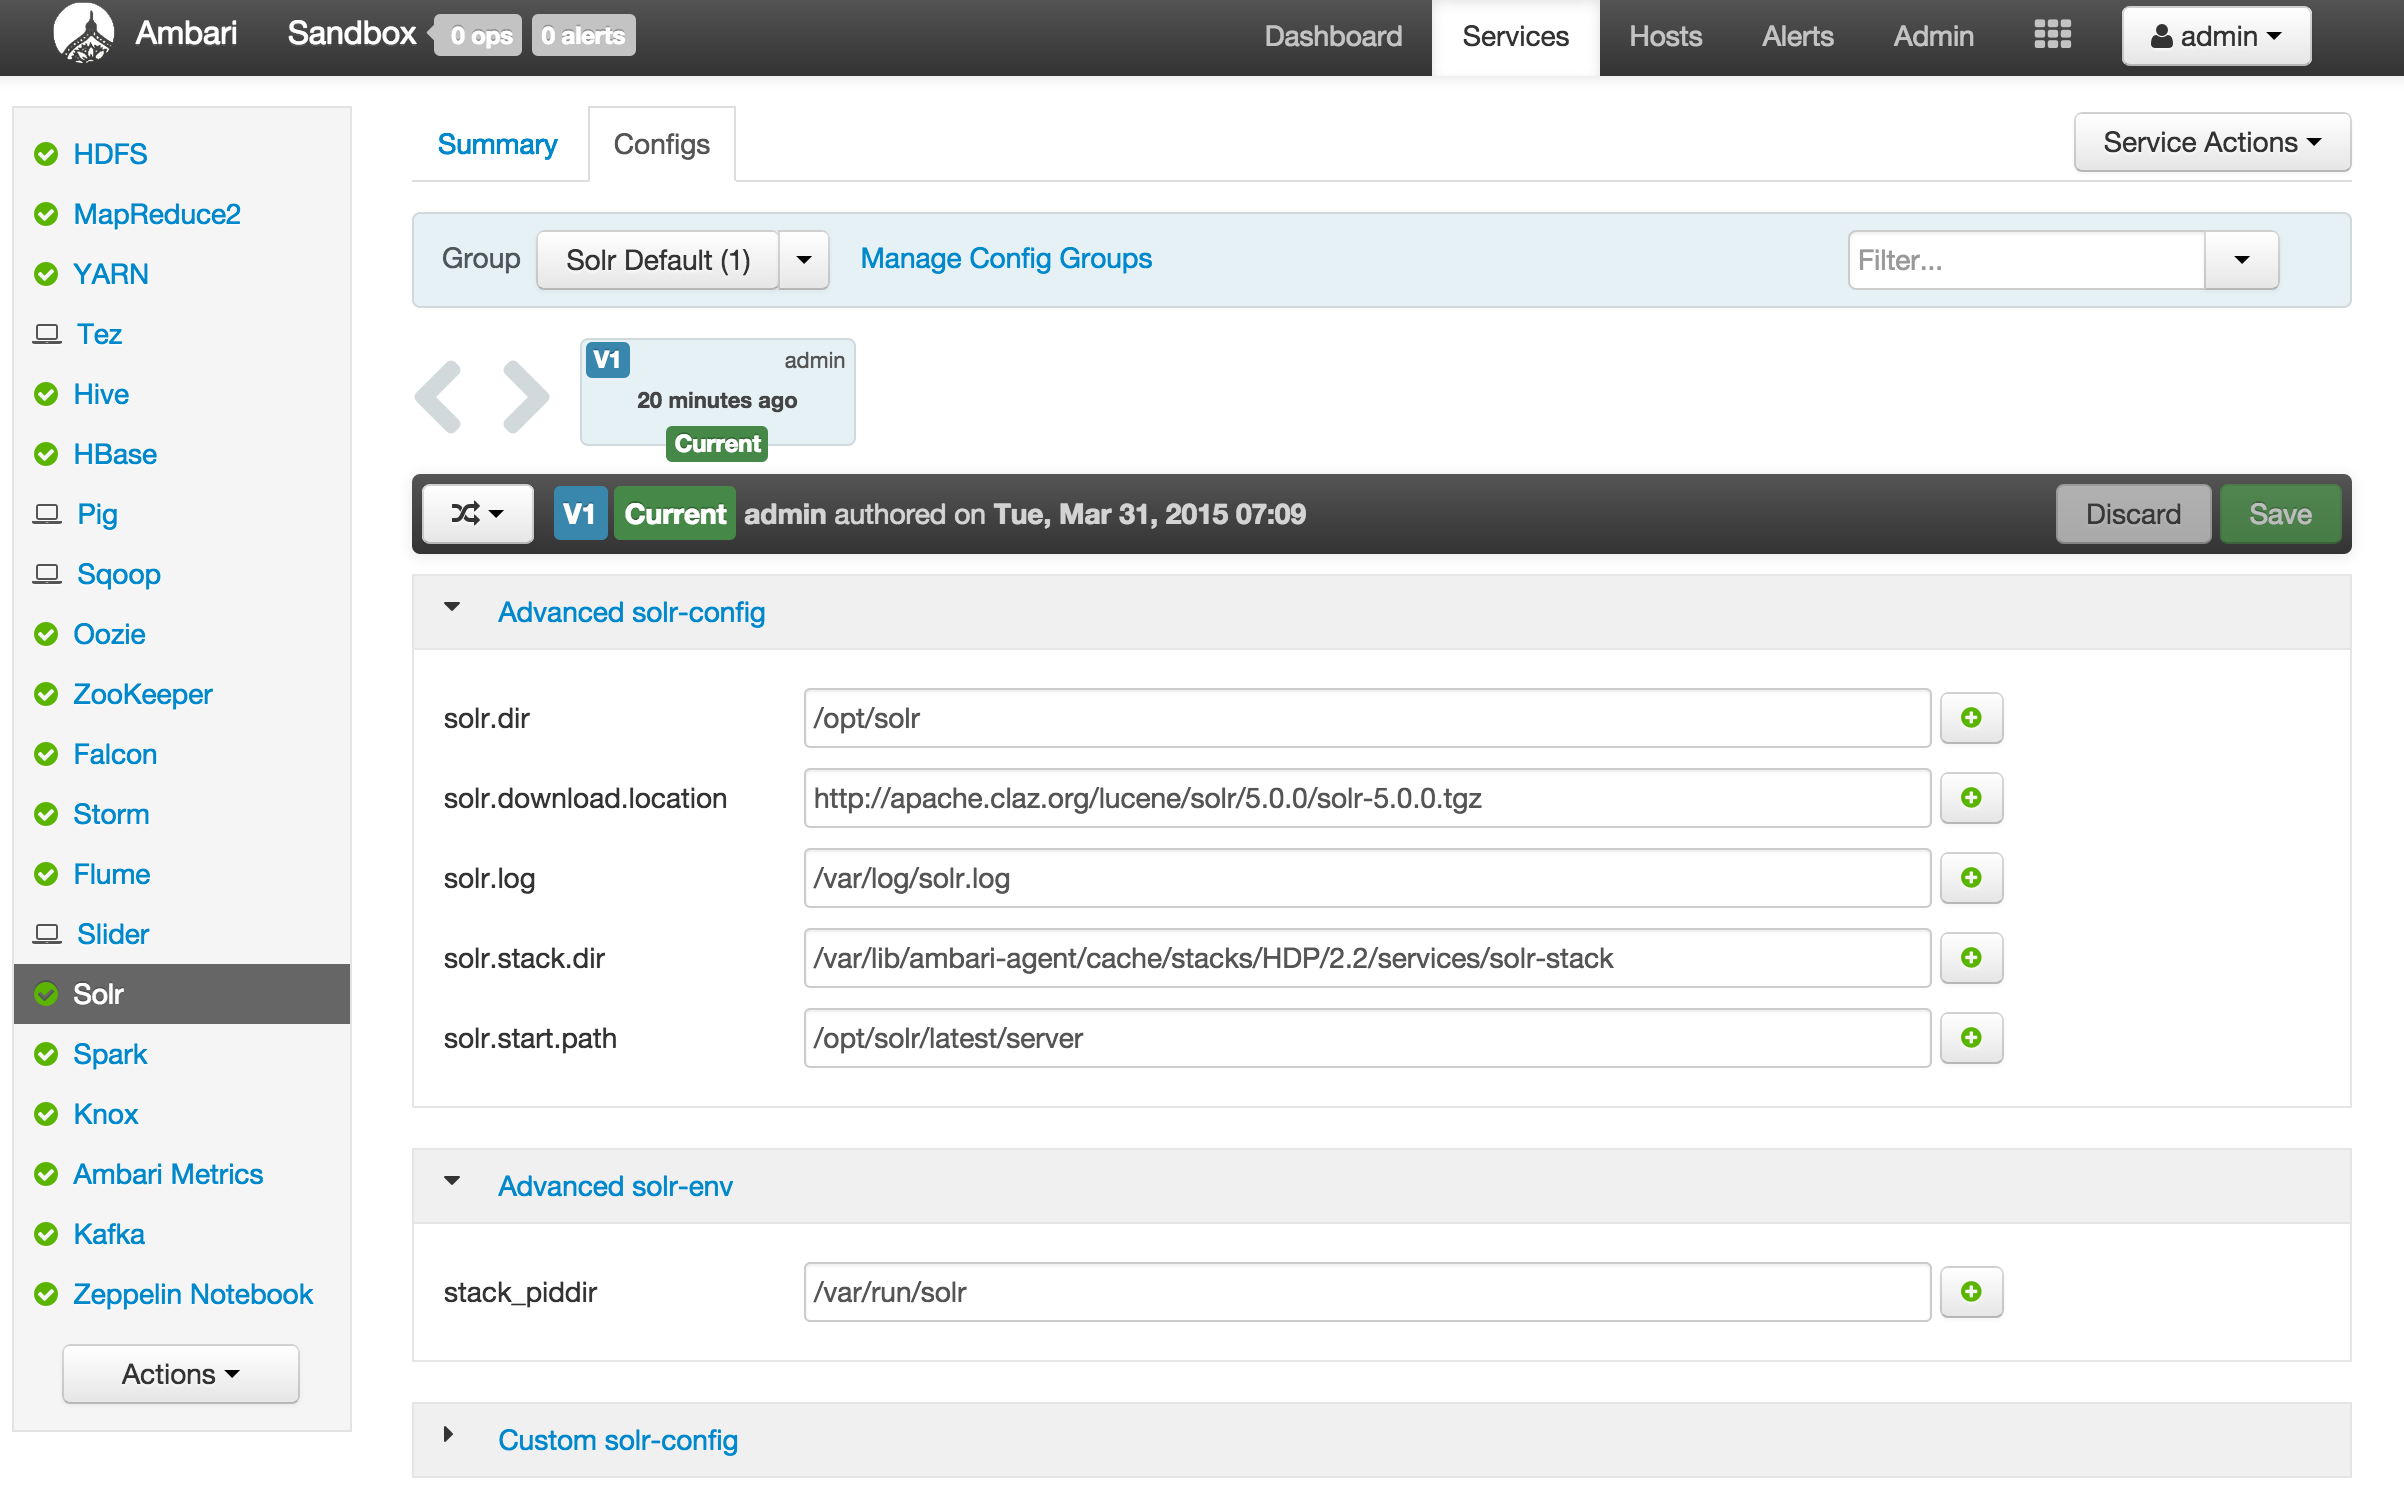 Ambari Sandbox 0 ops 0 alerts Dashboard Services Hosts Alerts Admin admin
HDFS
MapReduce2
YARN
Tez
Hive
HBase
Pig
Sqoop
Oozie
ZooKeeper
Falcon
Storm
Flume
Slider
Solr
Spark
Knox
Ambari Metrics
Kafka
Zeppelin Notebook
Actions
Summary Configs Service Actions
Group Solr Default (1) Manage Config Groups Filter...
V1 admin
20 minutes ago
Current
V1 Current admin authored on Tue, Mar 31, 2015 07:09 Discard Save
Advanced solr-config
solr.dir /opt/solr
solr.download.location http://apache.claz.org/lucene/solr/5.0.0/solr-5.0.0.tgz
solr.log /var/log/solr.log
solr.stack.dir /var/lib/ambari-agent/cache/stacks/HDP/2.2/services/solr-stack
solr.start.path /opt/solr/latest/server
Advanced solr-env
stack_piddir /var/run/solr
Custom solr-config